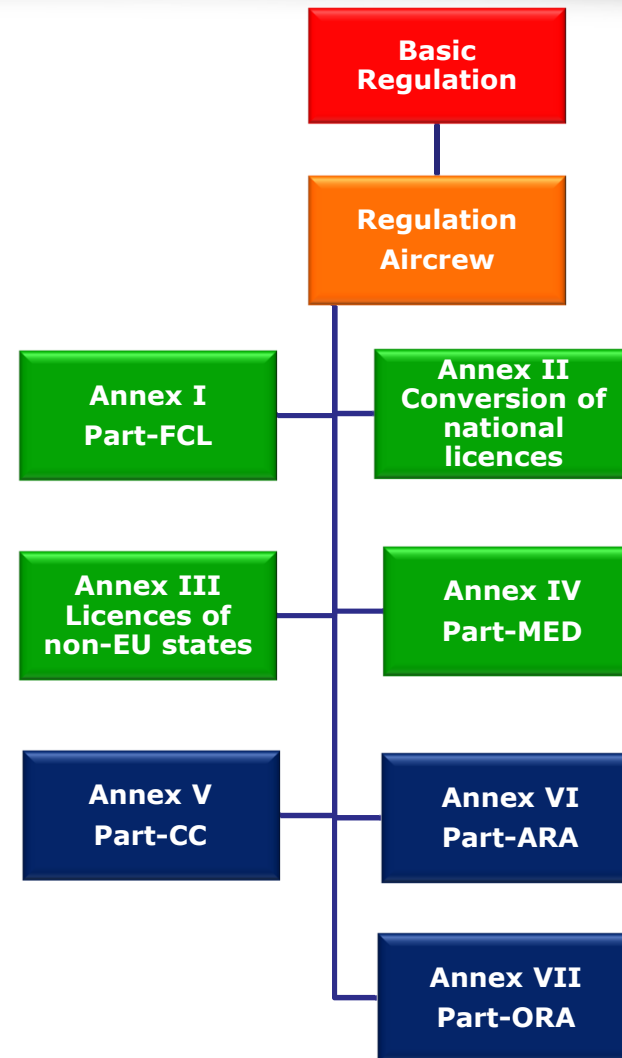 Basic
Regulation
Regulation
Aircrew
Annex I
Part-FCL
Annex II
Conversion of
national
licences
Annex III
Licences of
non-EU states
Annex IV
Part-MED
Annex V
Part-CC
Annex VI
Part-ARA
Annex VII
Part-ORA